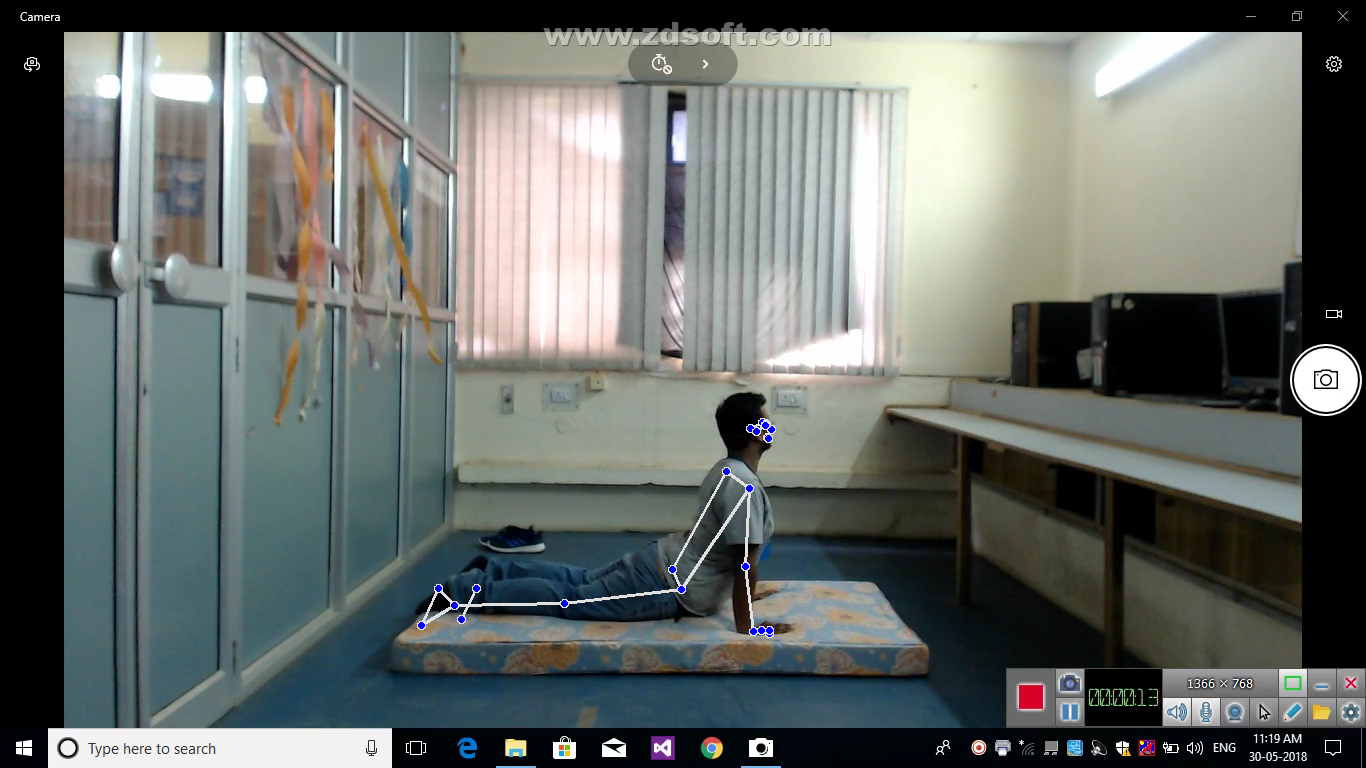 Camera
www.zdsoft.com
00:00:13
1366 × 768
Type here to search
ENG
11:19 AM
30-05-2018